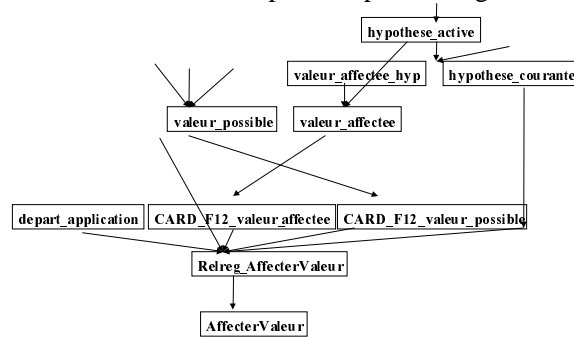 hypothese_active
valeur_affectee_hyp
hypothese_courante
valeur_possible
valeur_affectee
depart_application
CARD_F12_valeur_affectee
CARD_F12_valeur_possible
Relreg_AffecterValeur
AffecterValeur